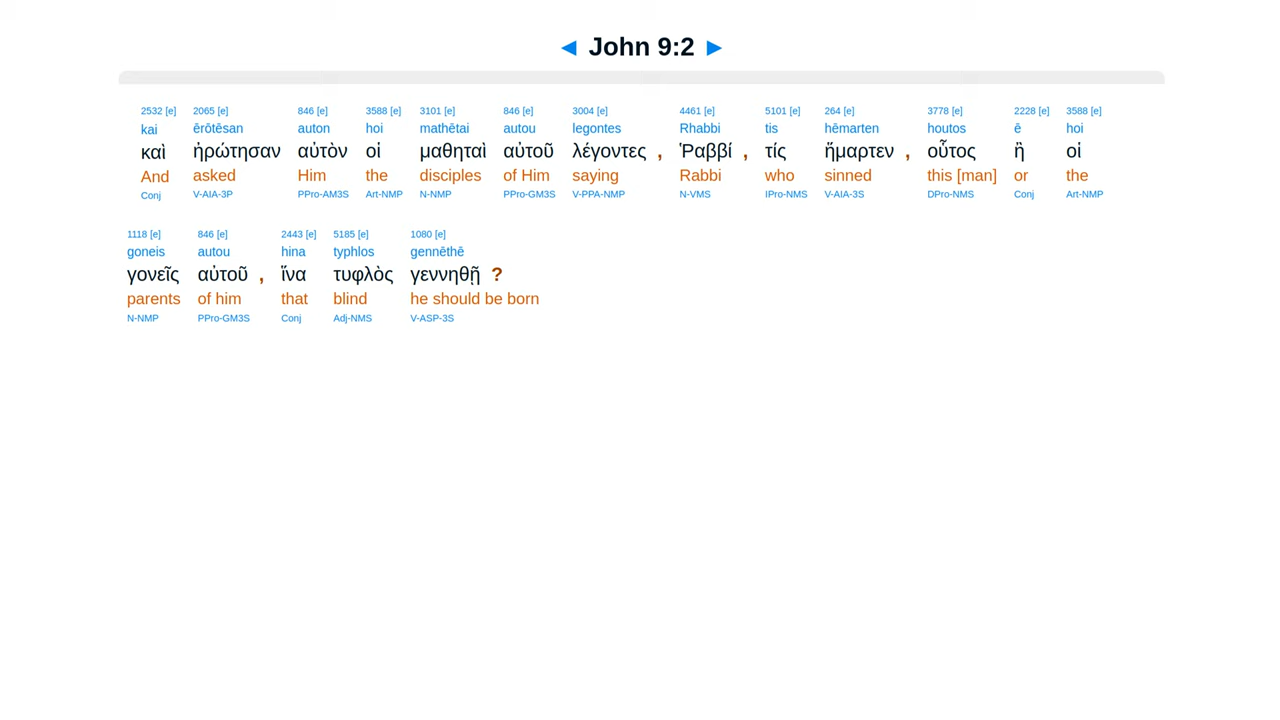 ◄ John 9:2 ►
2532 [e] 2065 [e] 846 [e] 3588 [e] 3101 [e] 846 [e] 3004 [e] 4461 [e] 5101 [e] 264 [e] 3778 [e] 2228 [e] 3588 [e]
kai ērōtēsan auton hoi mathētai autou legontes Rhabbi tis hēmarten houtos ē hoi
καὶ ἠρώτησαν αὐτὸν οἱ μαθηταὶ αὐτοῦ λέγοντες , Ῥαββί , τίς ἥμαρτεν , οὗτος ἢ οἱ
And asked Him the disciples of Him saying Rabbi who sinned this [man] or the
Conj V-AIA-3P PPro-AM3S Art-NMP N-NMP PPro-GM3S V-PPA-NMP N-VMS IPro-NMS V-AIA-3S DPro-NMS Conj Art-NMP
1118 [e] 846 [e] 2443 [e] 5185 [e] 1080 [e]
goneis autou hina typhlos gennēthē
γονεῖς αὐτοῦ , ἵνα τυφλὸς γεννηθῇ ?
parents of him that blind he should be born
N-NMP PPro-GM3S Conj Adj-NMS V-ASP-3S